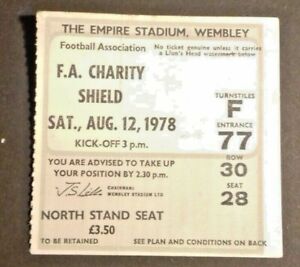 THE EMPIRE STADIUM, WEMBLEY
Football Association
No ticket genuine unless it carries
a Lion's Head watermark below
F.A. CHARITY
SHIELD
SAT., AUG. 12, 1978
KICK-OFF 3 p.m.
TURNSTILES
F
ENTRANCE
77
ROW
30
SEAT
28
YOU ARE ADVISED TO TAKE UP
YOUR POSITION BY 2.30 p.m.
CHAIRMAN:
WEMBLEY STADIUM LTD
NORTH STAND SEAT
£3.50
TO BE RETAINED
SEE PLAN AND CONDITIONS ON BACK